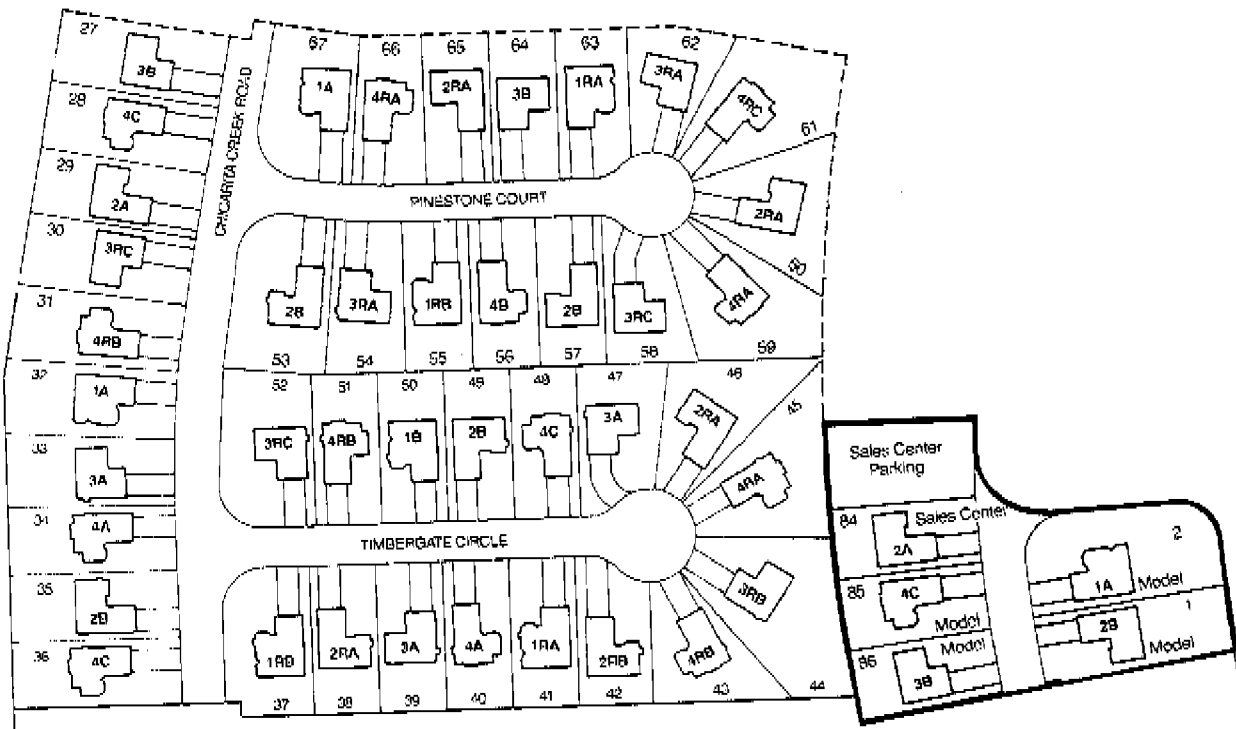 27
3B
28
4C
29
2A
30
3RC
31
4RB
32
1A
33
3A
34
4A
35
2B
36
4C
CHICARITA CREEK ROAD
67
66
65
64
63
62
1A
4RA
2RA
3B
1RA
3RA
4RC
61
PINESTONE COURT
2RA
60
4RA
2B
3RA
1RB
4B
2B
3RC
53
54
55
56
57
58
59
52
51
50
49
48
47
46
45
3RC
4RB
1B
2B
4C
3A
2RA
4RA
TIMBERGATE CIRCLE
3RB
1RB
2RA
3A
4A
1RA
2RB
4RB
37
38
39
40
41
42
43
44
Sales Center
Parking
84
Sales Center
2A
85
4C
Model
86
Model
3B
2
1A
Model
1
2B
Model